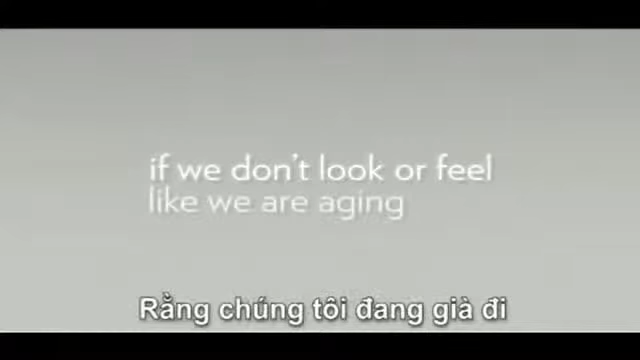 if we don't look or feel
like we are aging
Rằng chúng tôi đang già đi